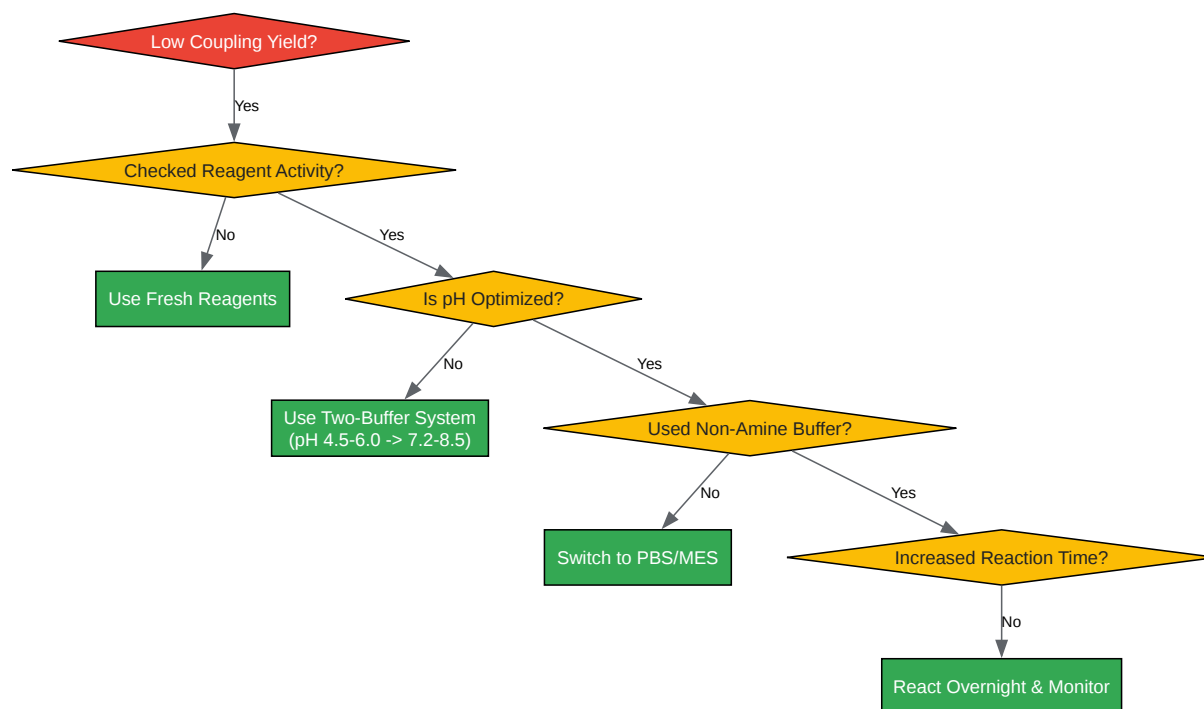 Low Coupling Yield?
Yes
Checked Reagent Activity?
No
Yes
Use Fresh Reagents
Is pH Optimized?
No
Yes
Use Two-Buffer System
(pH 4.5-6.0 -> 7.2-8.5)
Used Non-Amine Buffer?
No
Yes
Switch to PBS/MES
Increased Reaction Time?
No
React Overnight & Monitor